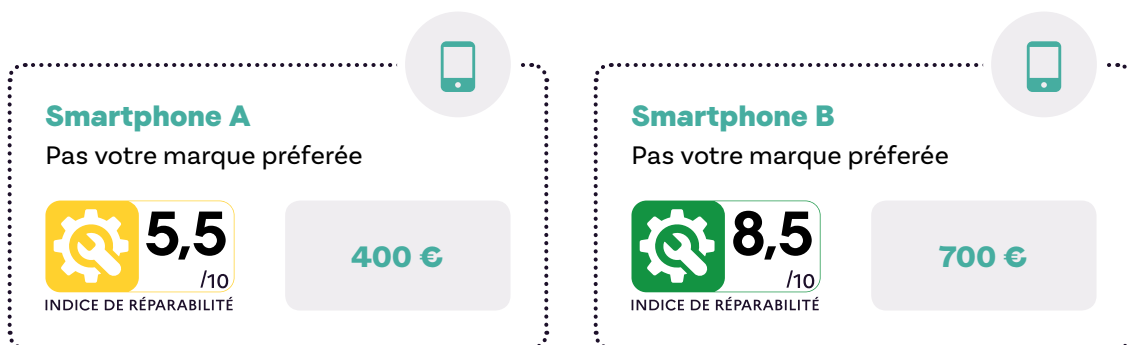 Smartphone A
Pas votre marque préferée
5,5
/10
INDICE DE RÉPARABILITÉ
400 €
Smartphone B
Pas votre marque préferée
8,5
/10
INDICE DE RÉPARABILITÉ
700 €